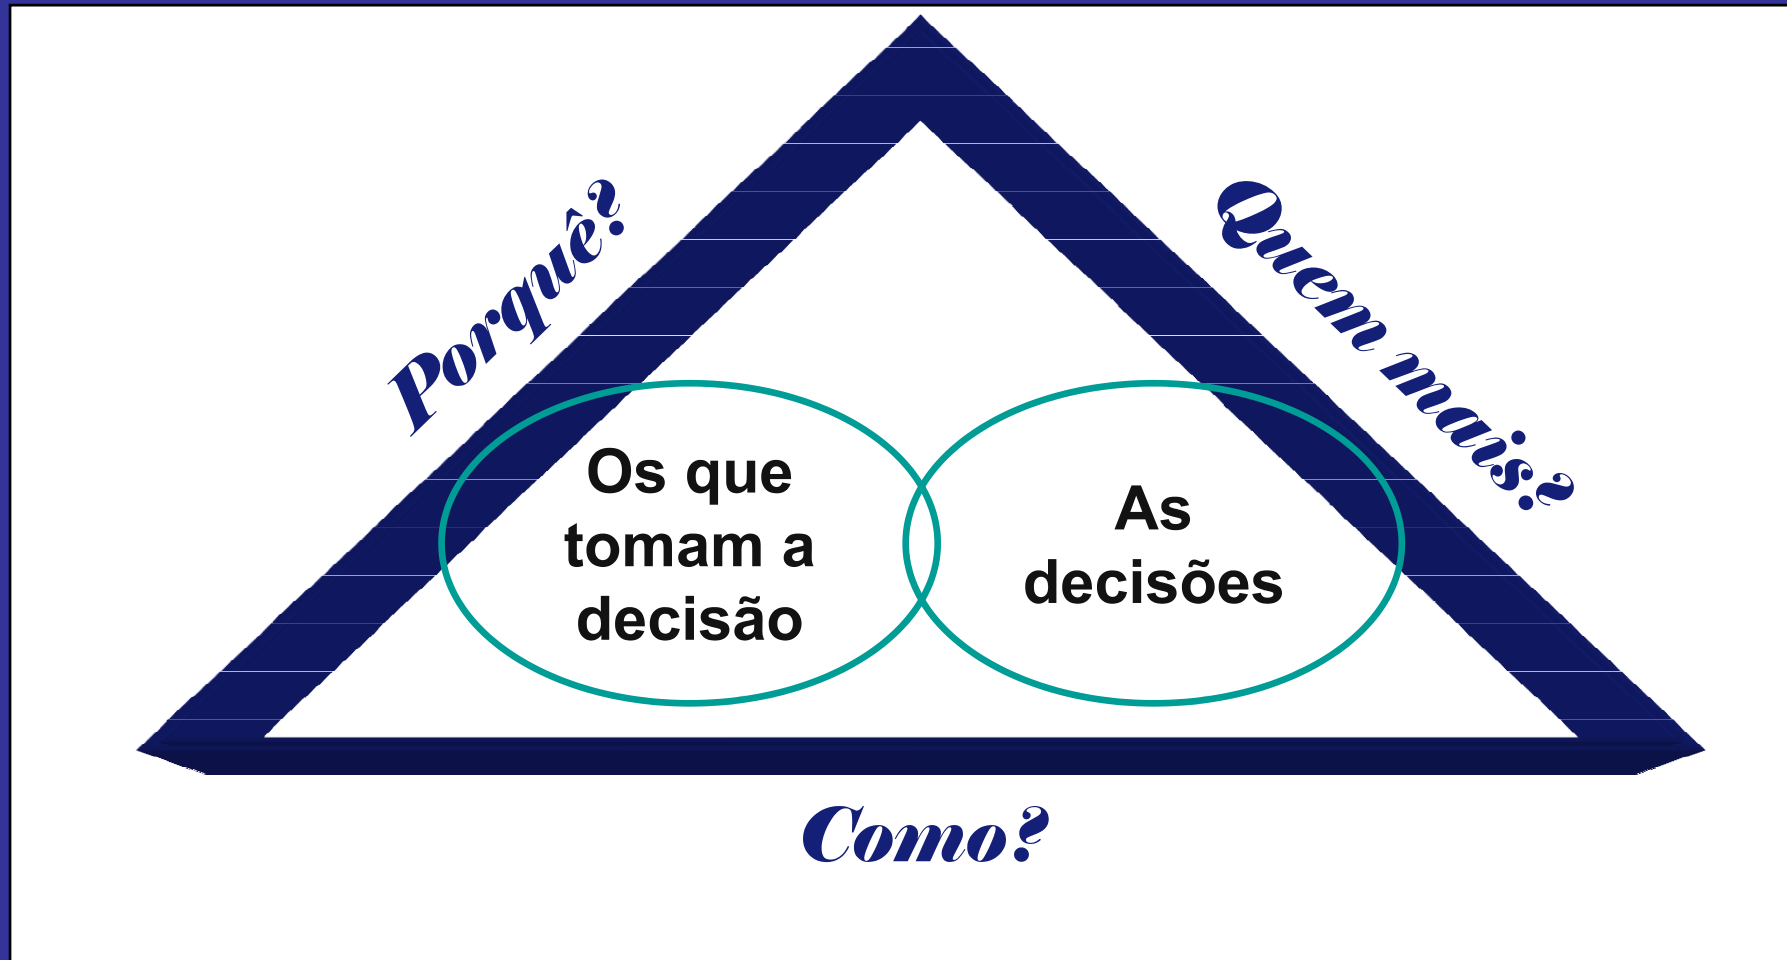 Porquê?
Quem mais?
Os que
tomam a
decisão
As
decisões
Como?